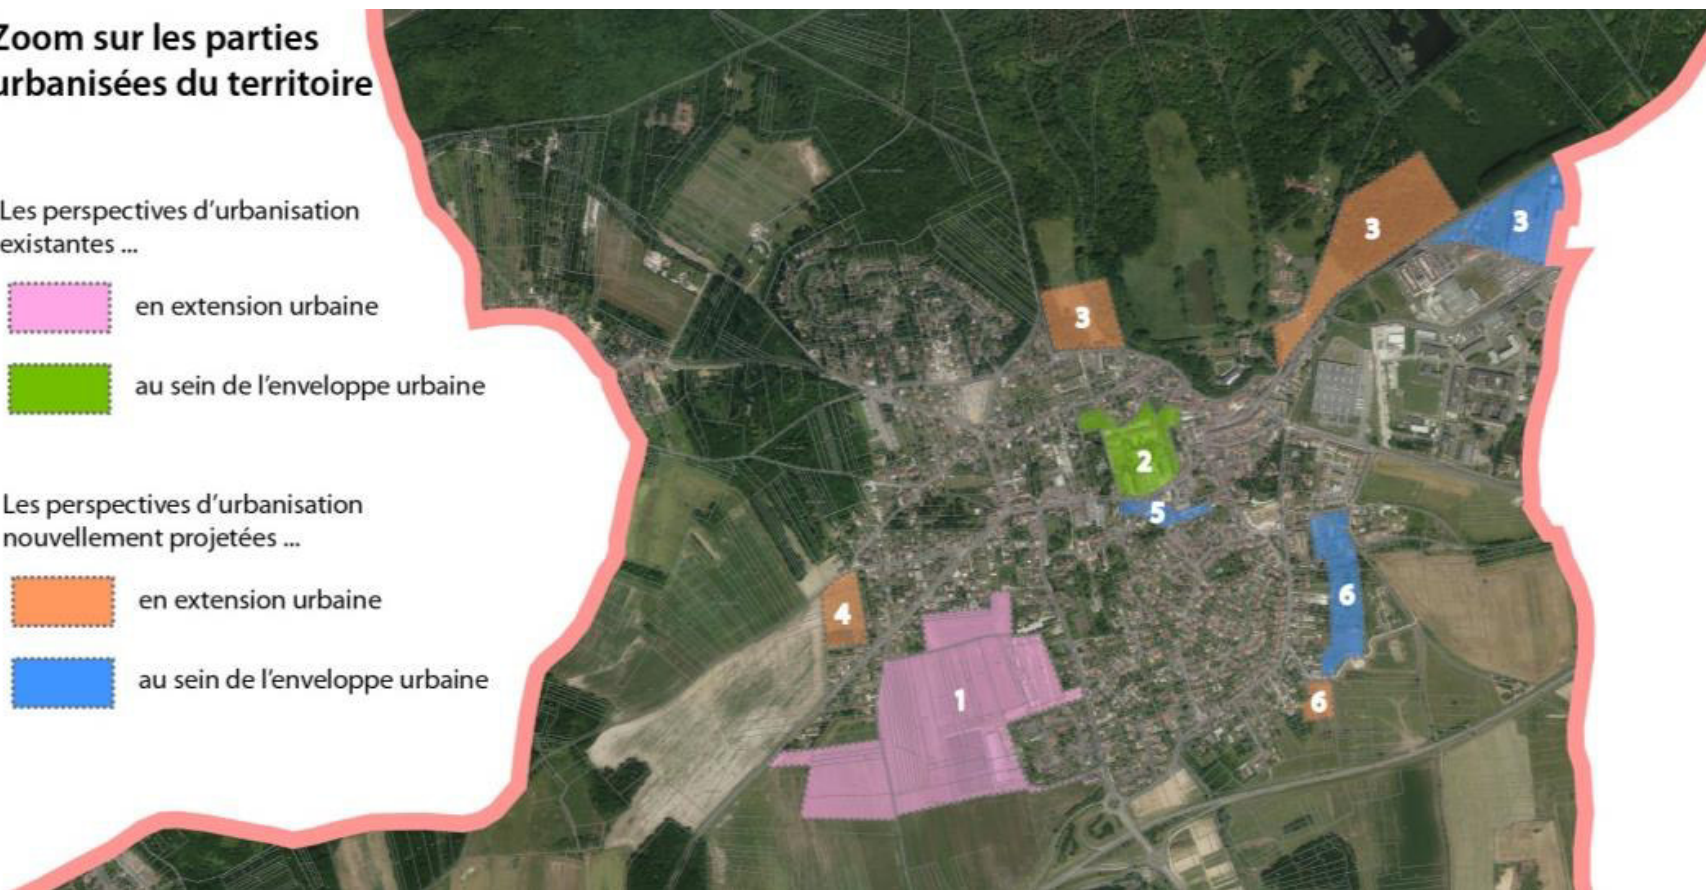 Zoom sur les parties
urbanisées du territoire
Les perspectives d'urbanisation
existantes ...
en extension urbaine
au sein de l'enveloppe urbaine
Les perspectives d'urbanisation
nouvellement projetées ...
en extension urbaine
au sein de l'enveloppe urbaine
3
3
3
2
5
6
4
1
6